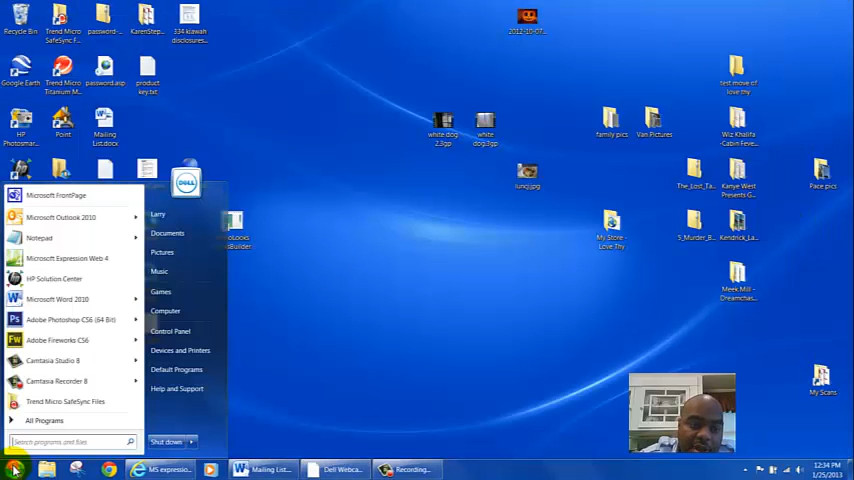 Recycle Bin
Trend Micro
SafeSync F...
password-...
KarenStep...
334 kiawah
disclosures...
2012-10-07...
Google Earth
Trend Micro
Titanium M...
password.asp
product
key.txt
test move of
love thy
HP
Photosmar...
Point
Mailing
List.docx
white dog
2.3gp
white
dog.3gp
family pics
Van Pictures
Wiz Khalifa
-Cabin Feve...
DELL
lungi.jpg
The_Lost_Ta...
Kanye West
Presents G...
Pace pics
Microsoft FrontPage
Microsoft Outlook 2010
Notepad
Microsoft Expression Web 4
HP Solution Center
Microsoft Word 2010
Adobe Photoshop CS6 (64 Bit)
Adobe Fireworks CS6
Camtasia Studio 8
Camtasia Recorder 8
Trend Micro SafeSync Files
All Programs
Search programs and files
Larry
Documents
Pictures
Music
Games
Computer
Control Panel
Devices and Printers
Default Programs
Help and Support
Shut down
My Store -
Love Thy
5_Murder_B...
Kendrick_La...
Meek Mill -
Dreamchas...
My Scans
MS expressio...
Mailing List...
Dell Webca...
Recording...
12:34 PM
1/25/2013